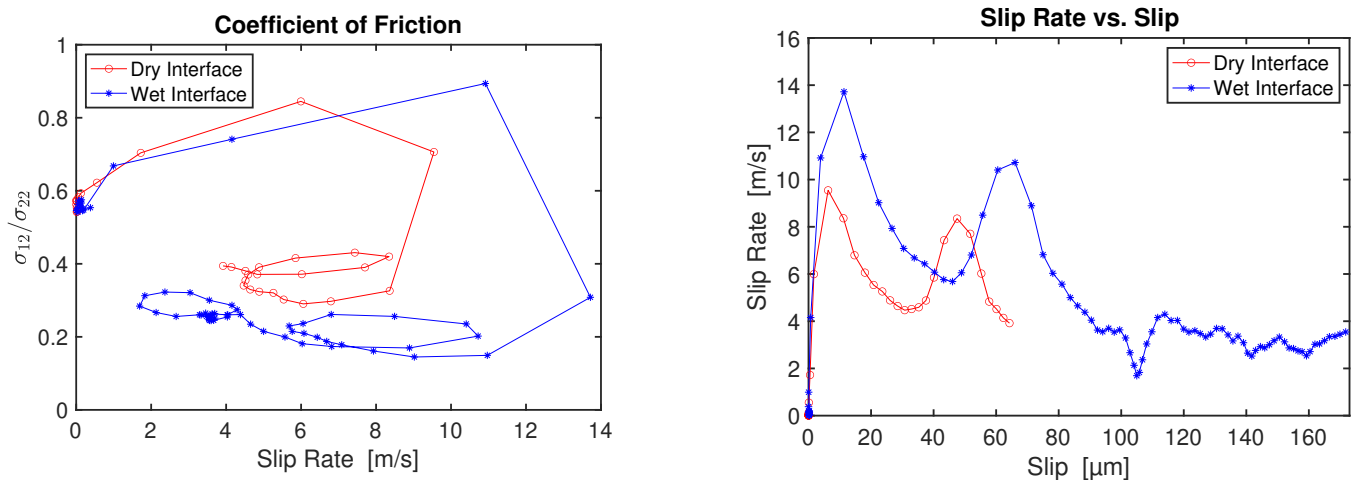 Coefficient of Friction
1
0.8
0.6
0.4
0.2
0
σ12/σ22
Dry Interface
Wet Interface
0 2 4 6 8 10 12 14
Slip Rate [m/s]
Slip Rate vs. Slip
16
14
12
10
8
6
4
2
0
Slip Rate [m/s]
Dry Interface
Wet Interface
0 20 40 60 80 100 120 140 160
Slip [µm]